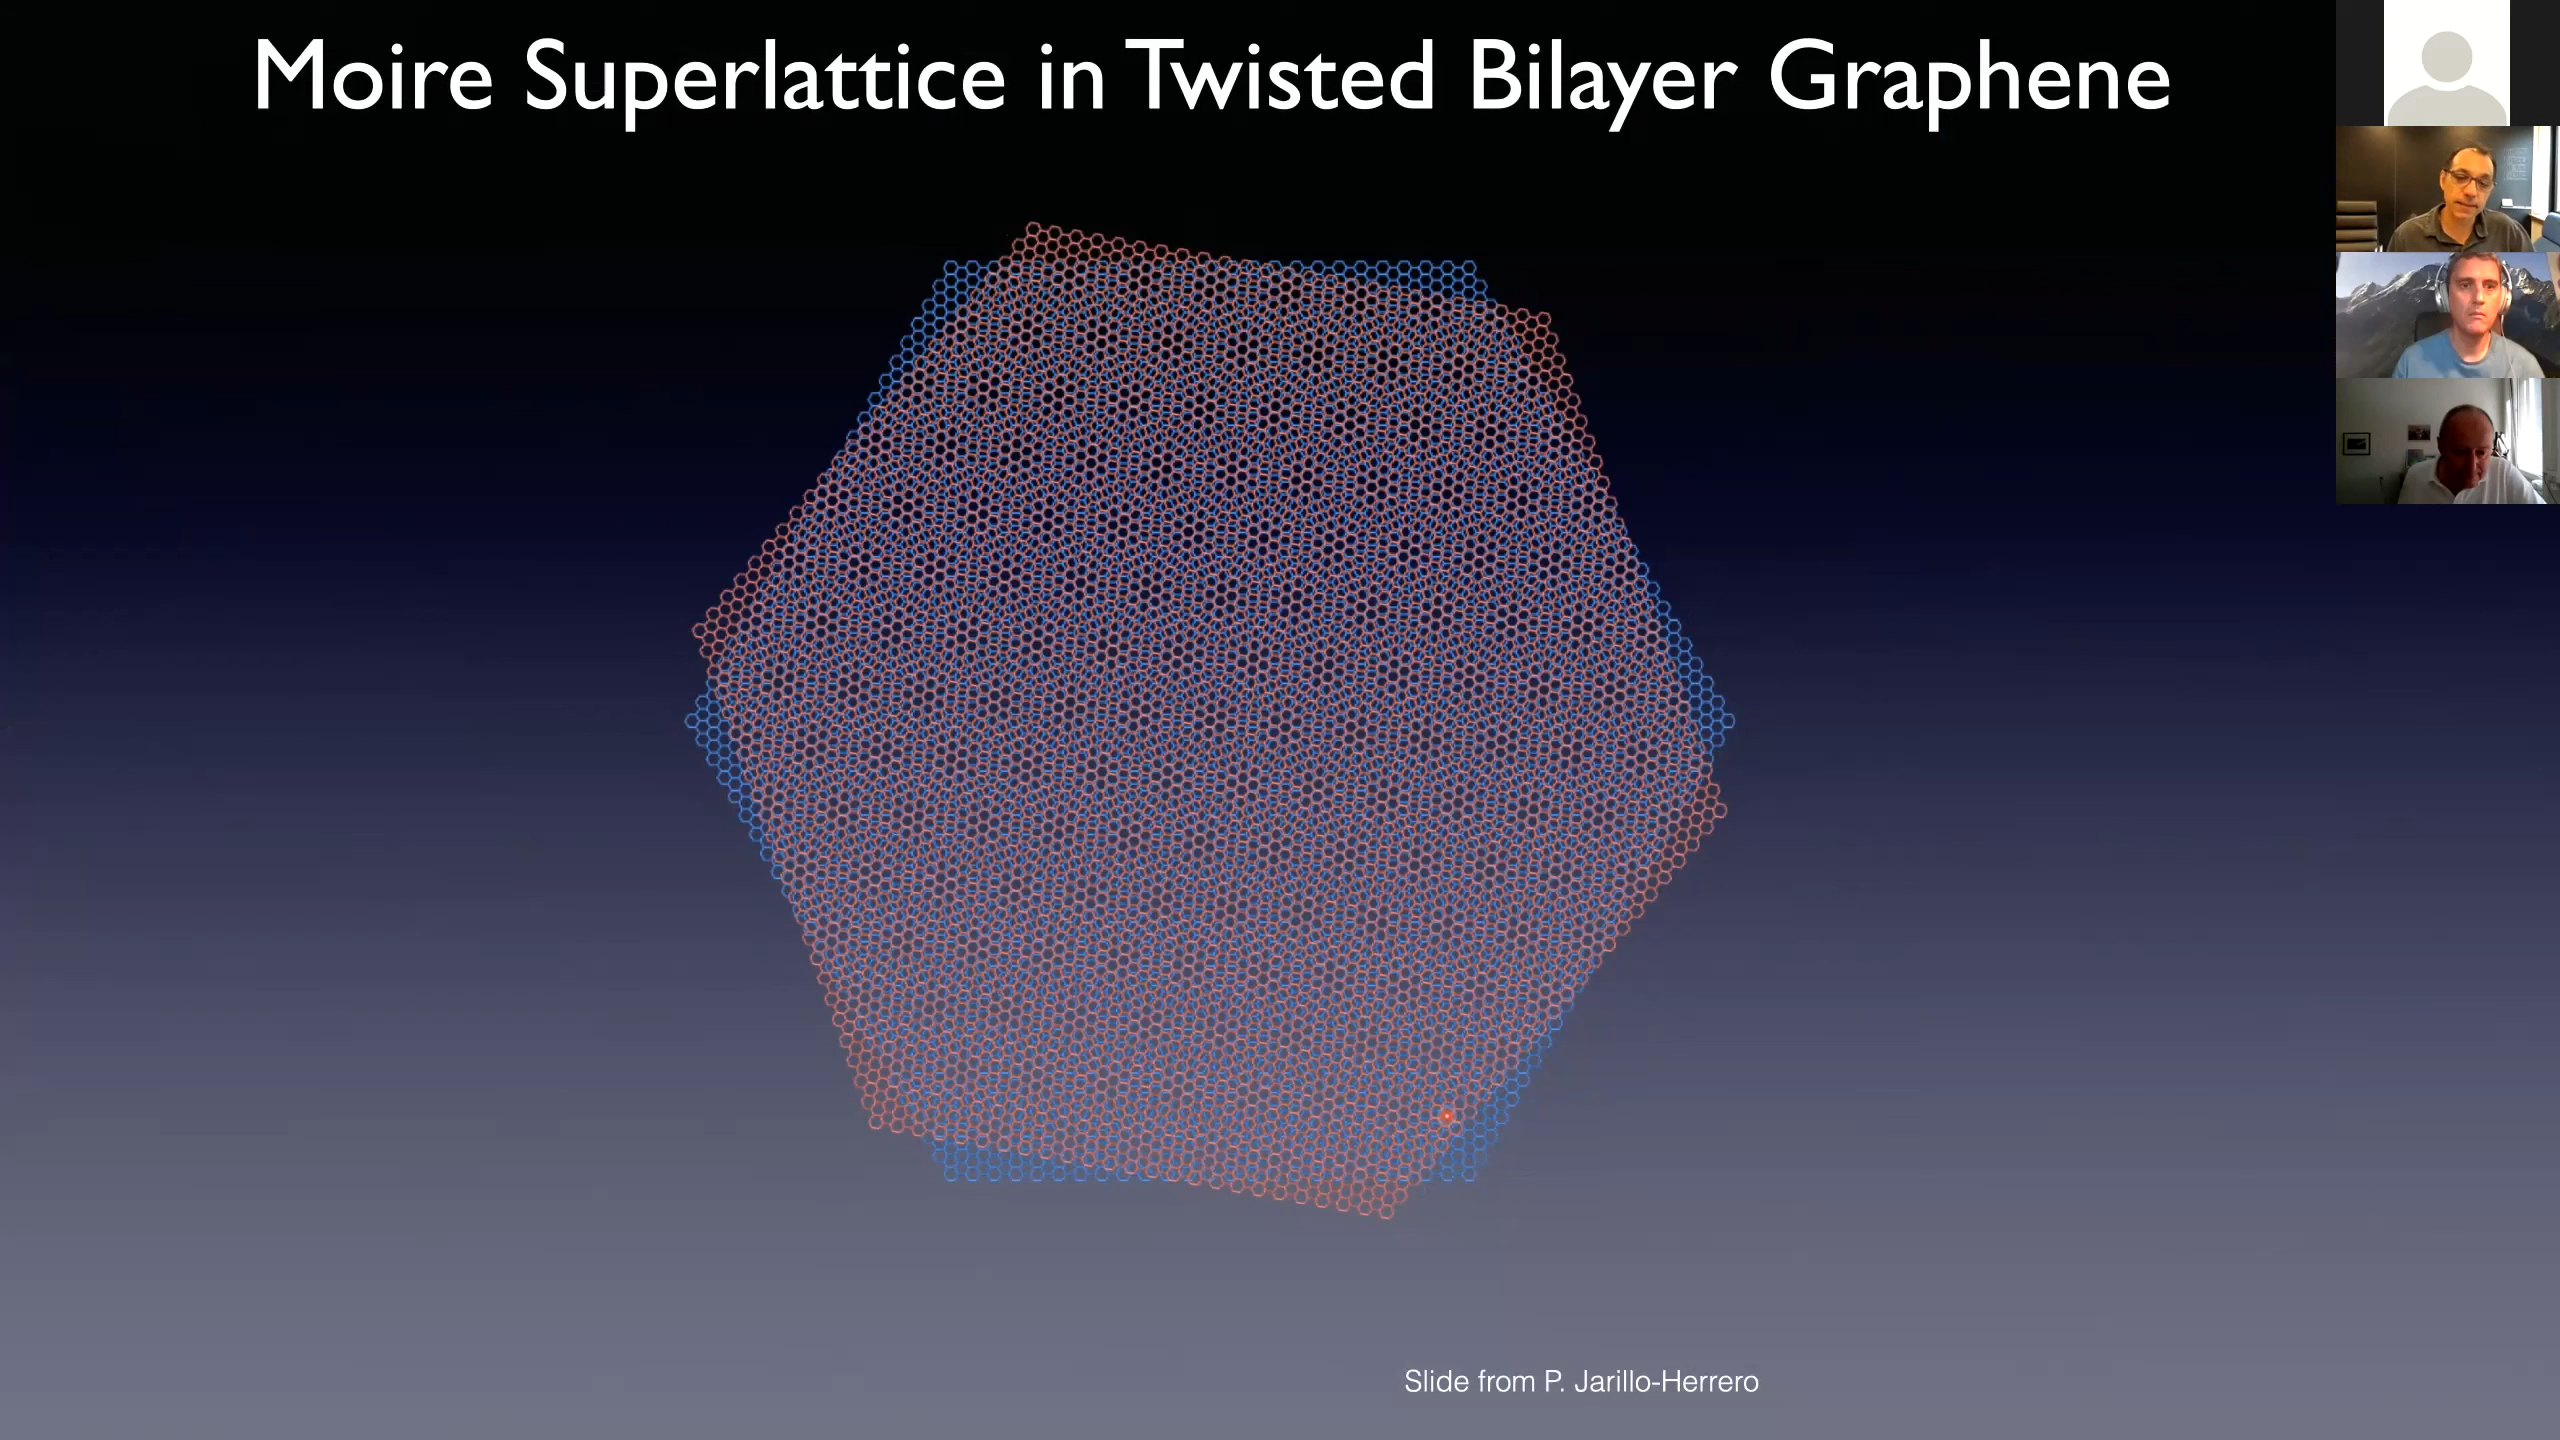 Moire Superlattice in Twisted Bilayer Graphene
Slide from P. Jarillo-Herrero